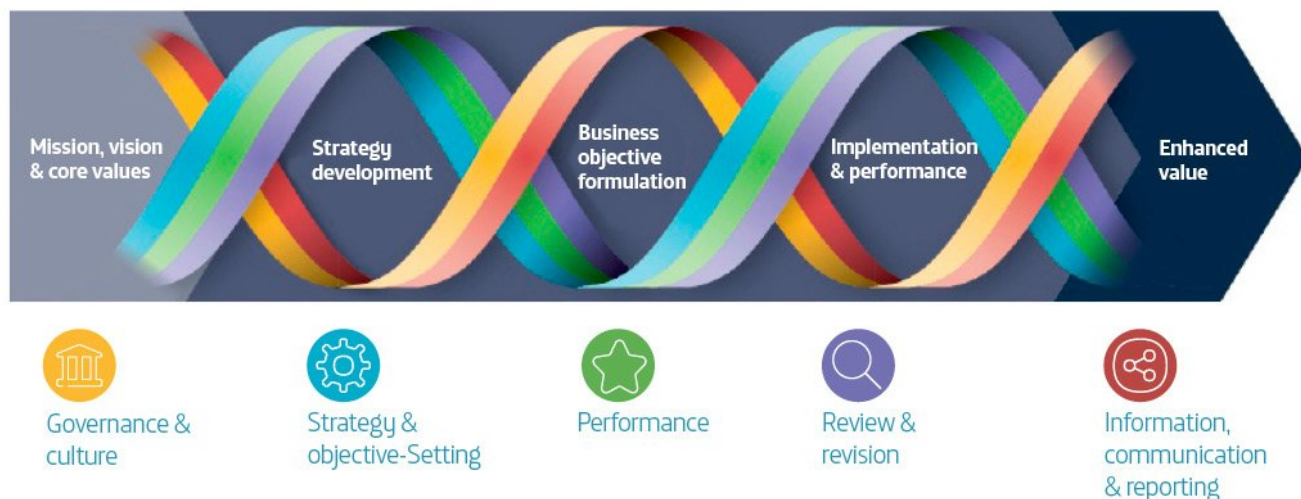 Mission, vision
& core values
Strategy
development
Business
objective
formulation
Implementation
& performance
Enhanced
value
Governance &
culture
Strategy &
objective-Setting
Performance
Review &
revision
Information,
communication
& reporting